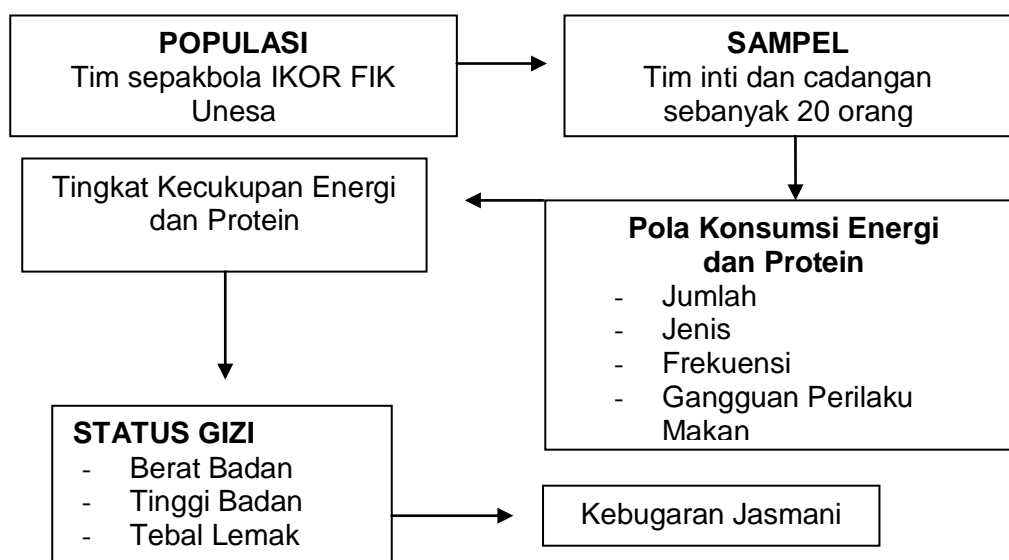 POPULASI
Tim sepakbola IKOR FIK
Unesa
SAMPEL
Tim inti dan cadangan
sebanyak 20 orang
Pola Konsumsi Energi
dan Protein
- Jumlah
- Jenis
- Frekuensi
- Gangguan Perilaku
Makan
Tingkat Kecukupan Energi
dan Protein
STATUS GIZI
- Berat Badan
- Tinggi Badan
- Tebal Lemak
Kebugaran Jasmani